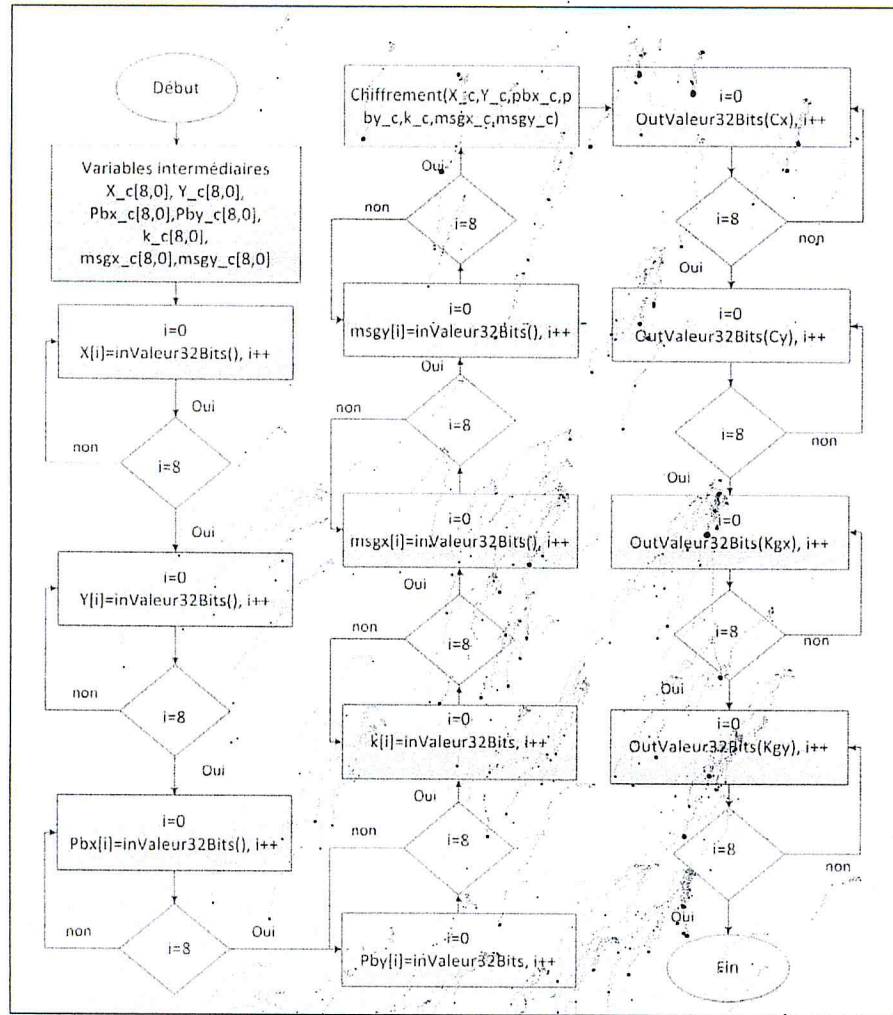 Début
Variables intermédiaires
X_c[8,0], Y_c[8,0],
Pbx_c[8,0],Pby_c[8,0],
k_c[8,0],
msgx_c[8,0],msgy_c[8,0]
i=0
X[i]=inValeur32Bits(), i++
Oui
non
i=8
Oui
i=0
Y[i]=inValeur32Bits(), i++
non
i=8
Oui
i=0
Pbx[i]=inValeur32Bits(), i++
non
i=8
Oui
i=0
Pby[i]=inValeur32Bits, i++
non
i=8
Oui
i=0
k[i]=inValeur32Bits, i++
non
i=8
Oui
i=0
msgx[i]=inValeur32Bits(), i++
non
i=8
Oui
i=0
msgy[i]=inValeur32Bits(), i++
non
i=8
Oui
Chiffrement(X_c,Y_c,pbx_c,p
by_c,k_c,msgx_c,msgy_c)
i=0
OutValeur32Bits(Cx), i++
i=8
non
Oui
i=0
OutValeur32Bits(Cy), i++
i=8
non
Oui
i=0
OutValeur32Bits(Kgx), i++
i=8
non
Oui
i=0
OutValeur32Bits(Kgy), i++
i=8
non
Oui
Fin